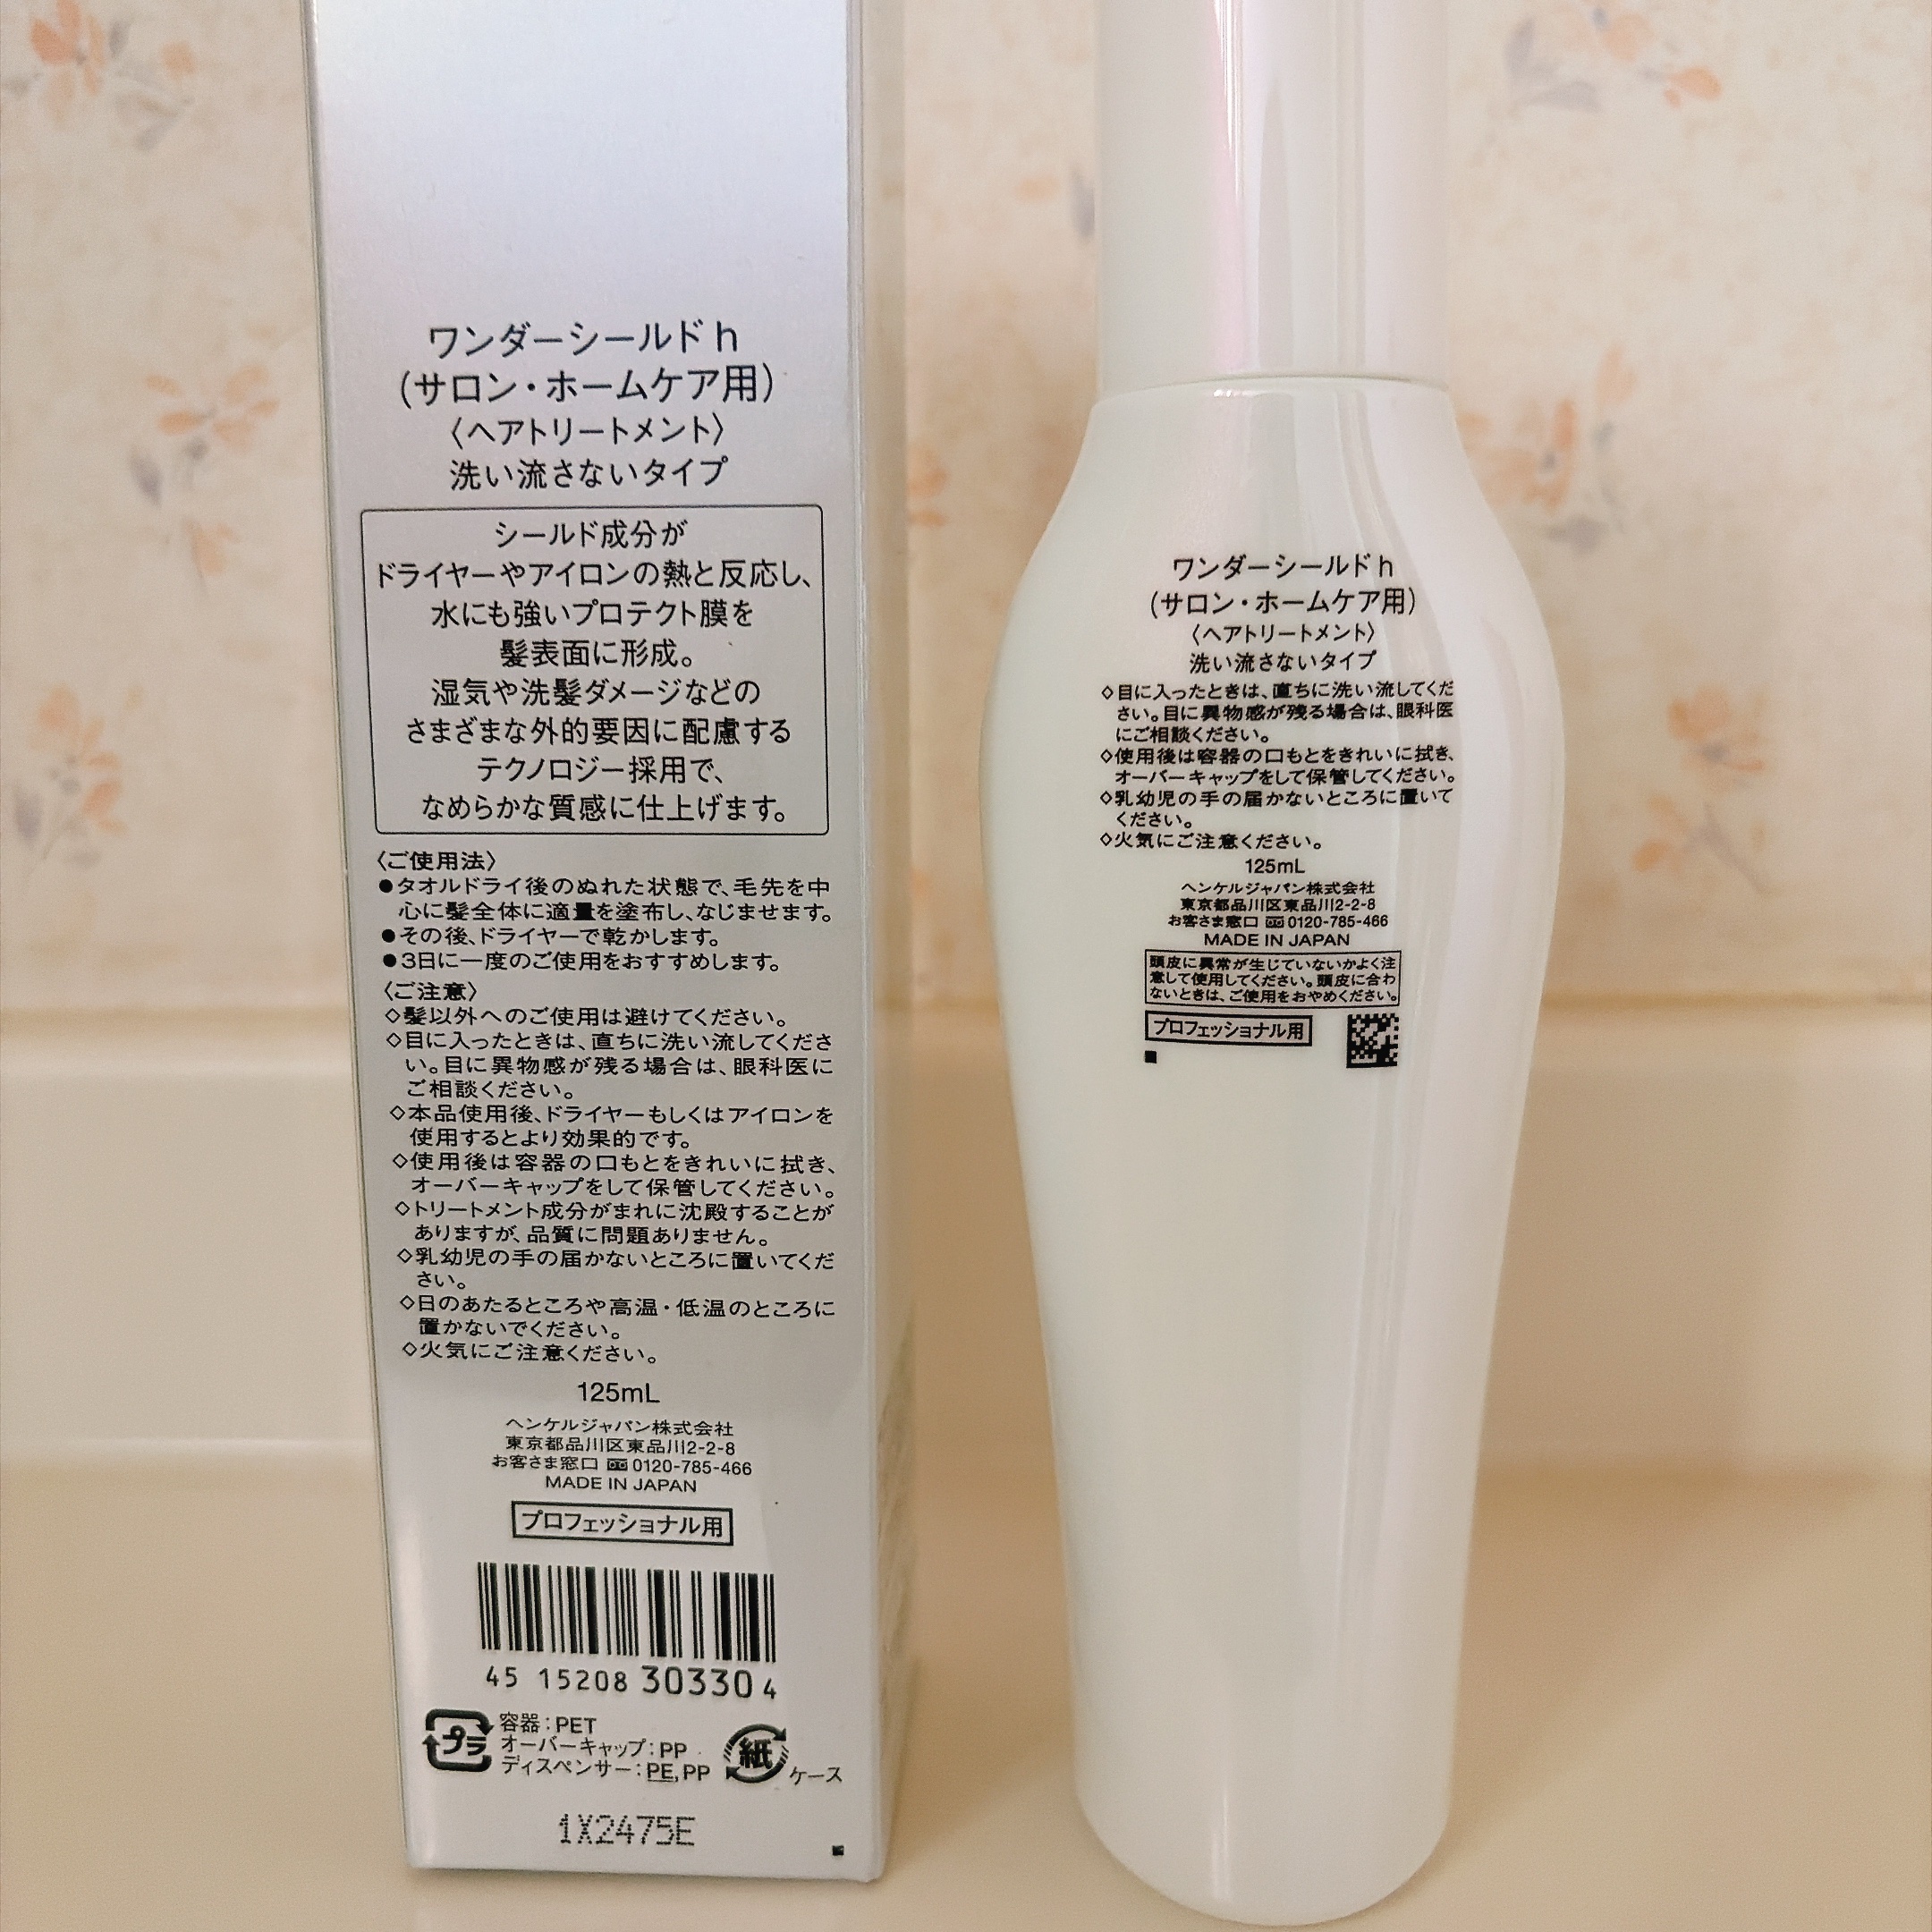 ワンダーシールドh
(サロン・ホームケア用)
〈ヘアトリートメント〉
洗い流さないタイプ
シールド成分が
ドライヤーやアイロンの熱と反応し、
水にも強いプロテクト膜を
髪表面に形成。
湿気や洗髪ダメージなどの
さまざまな外的要因に配慮する
テクノロジー採用で、
なめらかな質感に仕上げます。
〈ご使用法〉
●タオルドライ後のぬれた状態で、毛先を中
心に髪全体に適量を塗布し、なじませます。
●その後、ドライヤーで乾かします。
●3日に一度のご使用をおすすめします。
〈ご注意〉
◇髪以外へのご使用は避けてください。
◇目に入ったときは、直ちに洗い流してくださ
い。目に異物感が残る場合は、眼科医に
ご相談ください。
◇本品使用後、ドライヤーもしくはアイロンを
使用するとより効果的です。
◇使用後は容器の口もとをきれいに拭き、
オーバーキャップをして保管してください。
◇トリートメント成分がまれに沈殿することが
ありますが、品質に問題ありません。
◇乳幼児の手の届かないところに置いてくだ
さい。
◇日のあたるところや高温・低温のところに
置かないでください。
◇火気にご注意ください。
125mL
ヘンケルジャパン株式会社
東京都品川区東品川2-2-8
お客さま窓口 0120-785-466
MADE IN JAPAN
プロフェッショナル用
45 15208 30330 4
プラ
容器：PET
オーバーキャップ：PP
ディスペンサー：PE,PP
紙
ケース
1X2475E
ワンダーシールドh
(サロン・ホームケア用)
〈ヘアトリートメント〉
洗い流さないタイプ
◇目に入ったときは、直ちに洗い流してくだ
さい。目に異物感が残る場合は、眼科医
にご相談ください。
◇使用後は容器の口もとをきれいに拭き、
オーバーキャップをして保管してください。
◇乳幼児の手の届かないところに置いて
ください。
◇火気にご注意ください。
125mL
ヘンケルジャパン株式会社
東京都品川区東品川2-2-8
お客さま窓口 0120-785-466
MADE IN JAPAN
頭皮に異常が生じていないかよく注
意して使用してください。頭皮に合わ
ないときは、ご使用をおやめください。
プロフェッショナル用